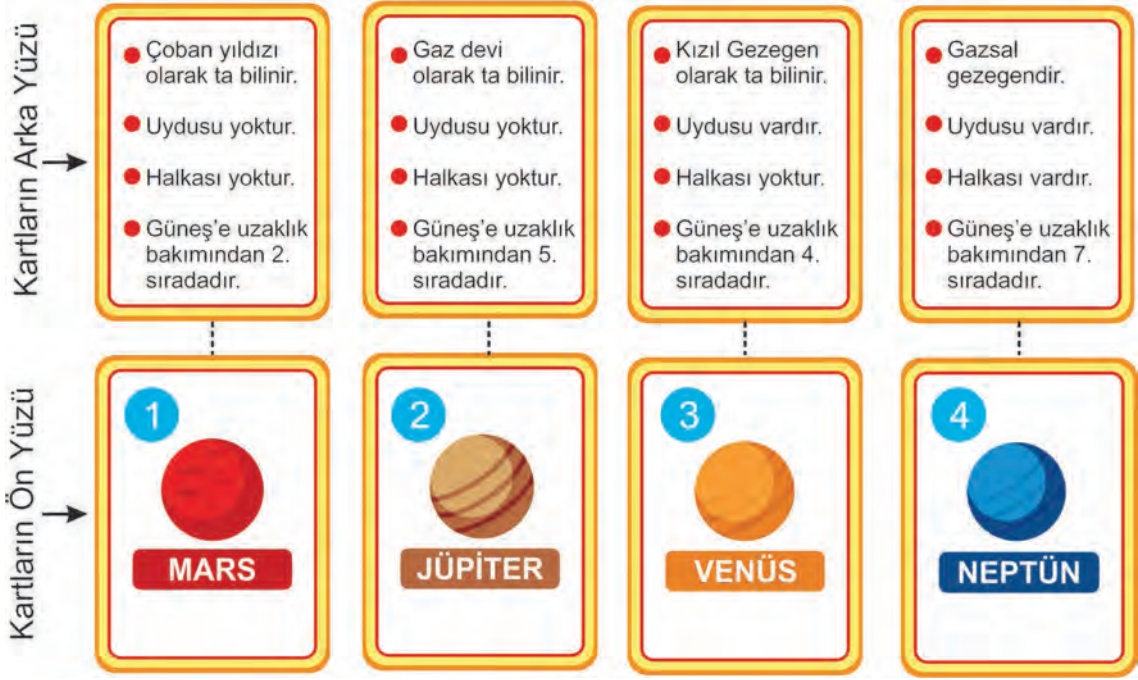 Kartların Arka Yüzü
Çoban yıldızı
olarak ta bilinir.
Uydusu yoktur.
Halkası yoktur.
Güneş'e uzaklık
bakımından 2.
sıradadır.
Gaz devi
olarak ta bilinir.
Uydusu yoktur.
Halkası yoktur.
Güneş'e uzaklık
bakımından 5.
sıradadır.
Kızıl Gezegen
olarak ta bilinir.
Uydusu vardır.
Halkası yoktur.
Güneş'e uzaklık
bakımından 4.
sıradadır.
Gazsal
gezegendir.
Uydusu vardır.
Halkası vardır.
Güneş'e uzaklık
bakımından 7.
sıradadır.
Kartların Ön Yüzü
1
MARS
2
JÜPİTER
3
VENÜS
4
NEPTÜN